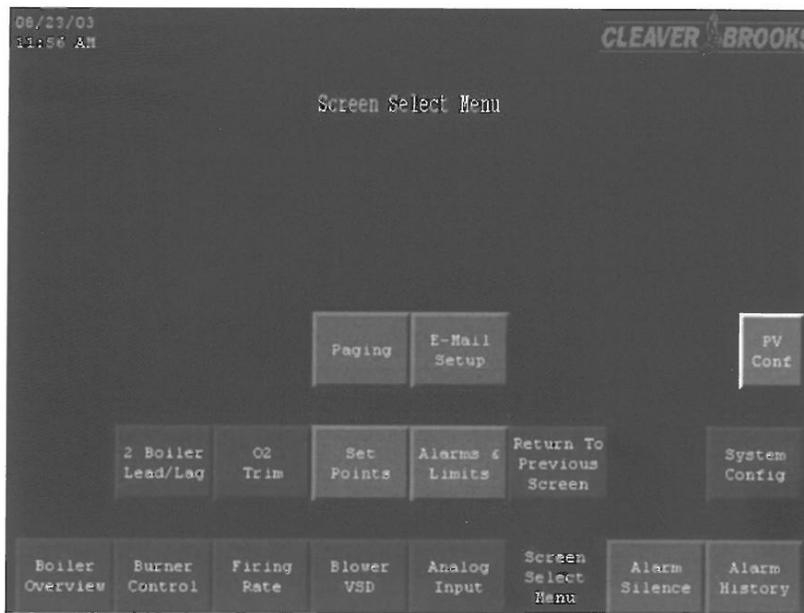 08/23/03
11:56 AM
CLEAVER BROOKS
Screen Select Menu
Paging
E-Mail
Setup
PV
Conf
2 Boiler
Lead/Lag
O2
Trim
Set
Points
Alarms &
Limits
Return To
Previous
Screen
System
Config
Boiler
Overview
Burner
Control
Firing
Rate
Blower
VSD
Analog
Input
Screen
Select
Menu
Alarm
Silence
Alarm
History